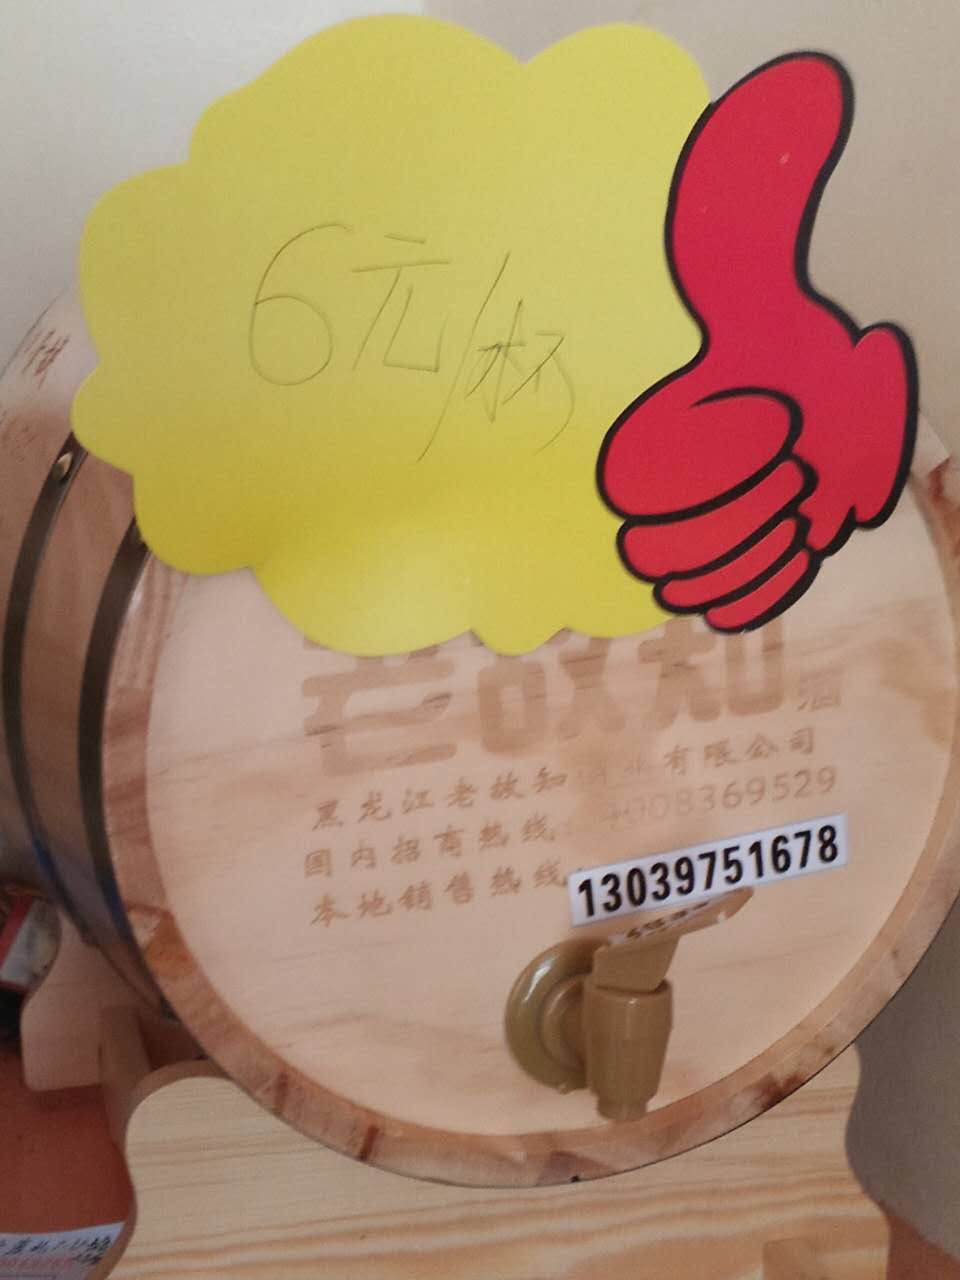 6元/杯
老故知酒
黑龙江老故知酒业有限公司
国内招商热线:4008369529
本地销售热线:13039751678